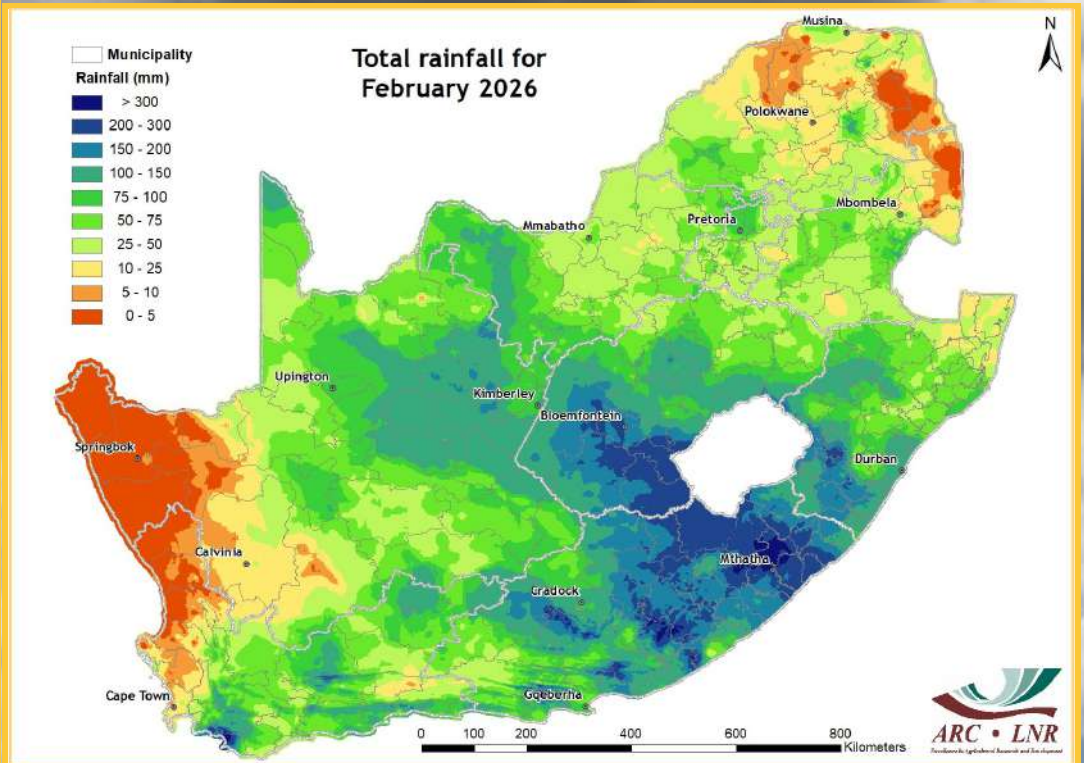 Total rainfall for
February 2026
Municipality
Rainfall (mm)
> 300
200 - 300
150 - 200
100 - 150
75 - 100
50 - 75
25 - 50
10 - 25
5 - 10
0 - 5
N
Musina
Polokwane
Mbombela
Pretoria
Mmabatho
Upington
Kimberley
Bloemfontein
Springbok
Durban
Calvinia
Mthatha
Cradock
Cape Town
Gqeberha
0 100 200 400 600 800
Kilometers
ARC • LNR